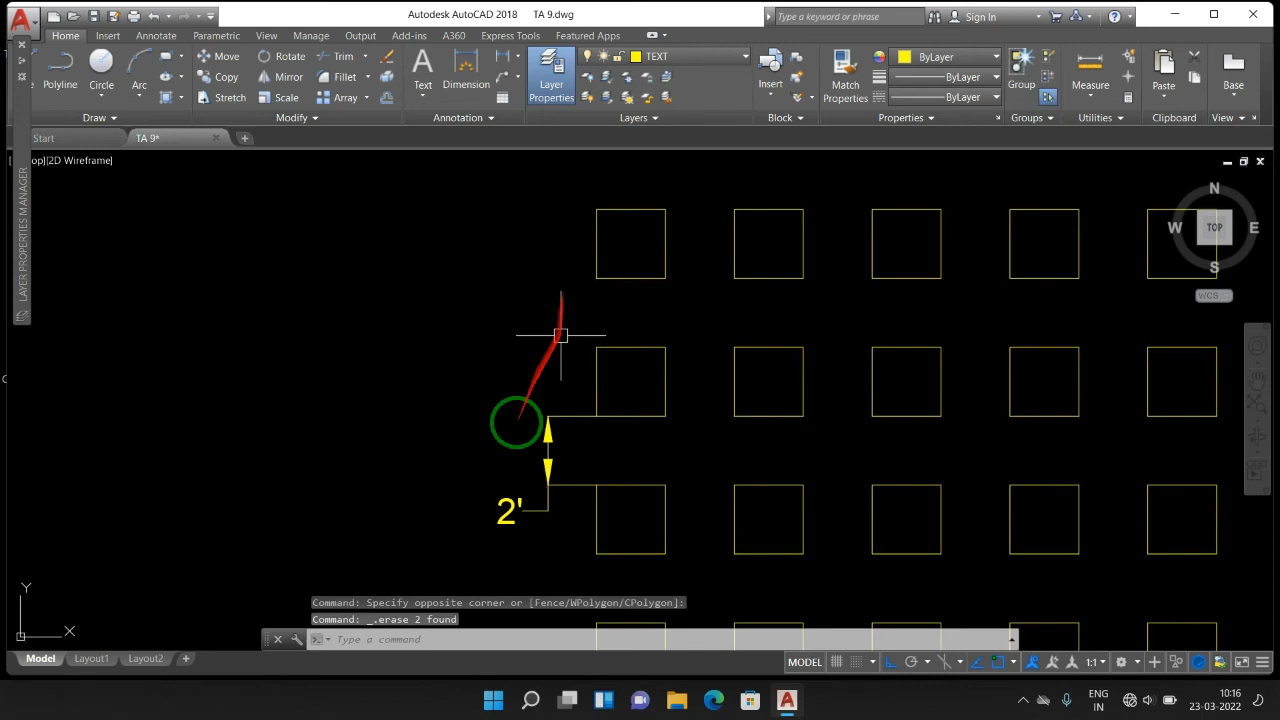 Autodesk AutoCAD 2018 TA 9.dwg
Type a keyword or phrase
Sign In
Home Insert Annotate Parametric View Manage Output Add-ins A360 Express Tools Featured Apps
Polyline Circle Arc
Move Rotate Trim
Copy Mirror Fillet
Stretch Scale Array
Text Dimension
Layer
Properties
TEXT
Insert
Match
Properties
ByLayer
ByLayer
ByLayer
Group Measure Paste Base
Draw Modify Annotation Layers Block Properties Groups Utilities Clipboard View
Start TA 9*
[2D Wireframe]
LAYER PROPERTIES MANAGER
N
W TOP E
S
WCS
2'
Y
X
Command: Specify opposite corner or [Fence/WPolygon/CPolygon]:
Command: _.erase 2 found
Type a command
Model Layout1 Layout2
MODEL 1:1
ENG
IN
10:16
23-03-2022